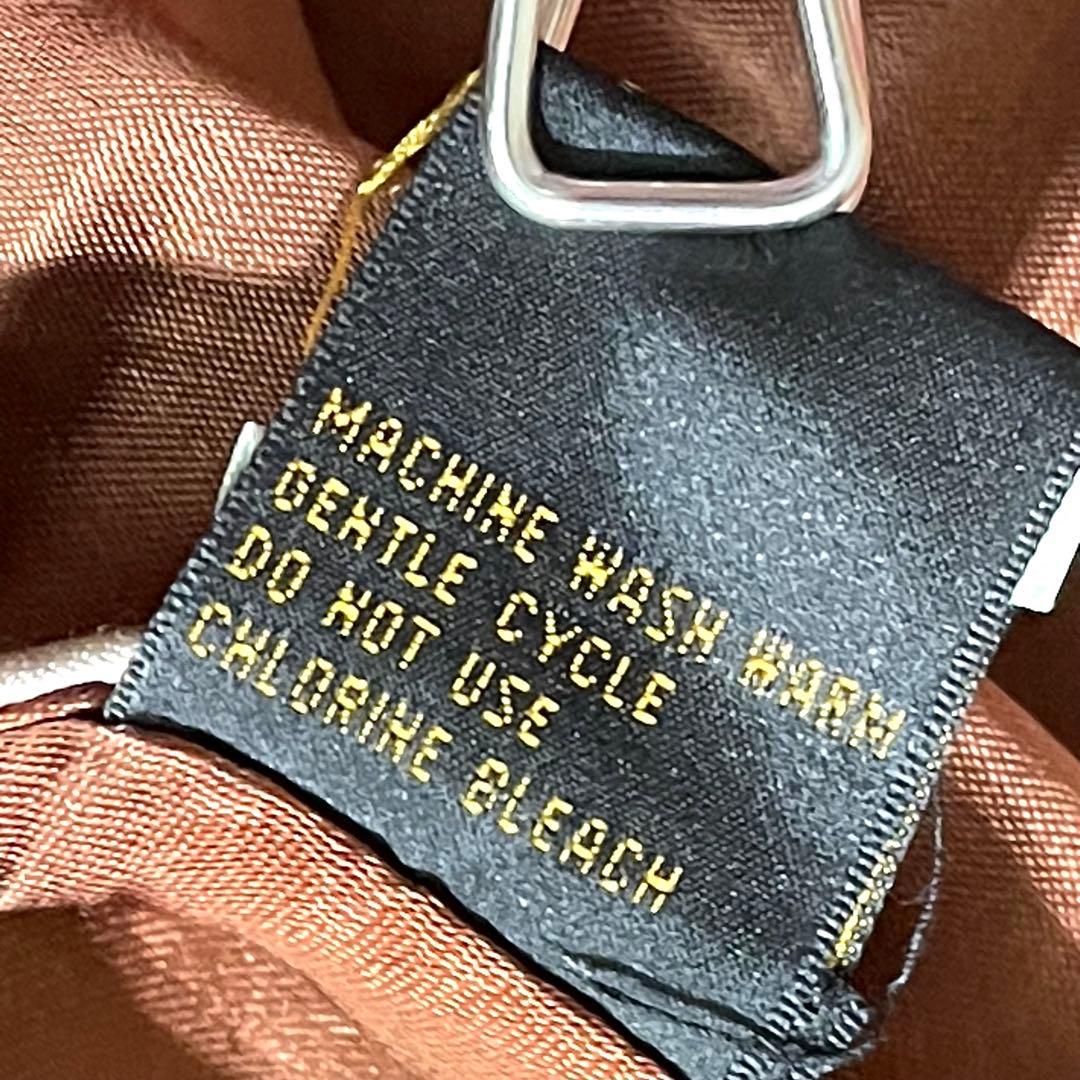 MACHINE WASH WARM
GENTLE CYCLE
DO NOT USE
CHLORINE BLEACH